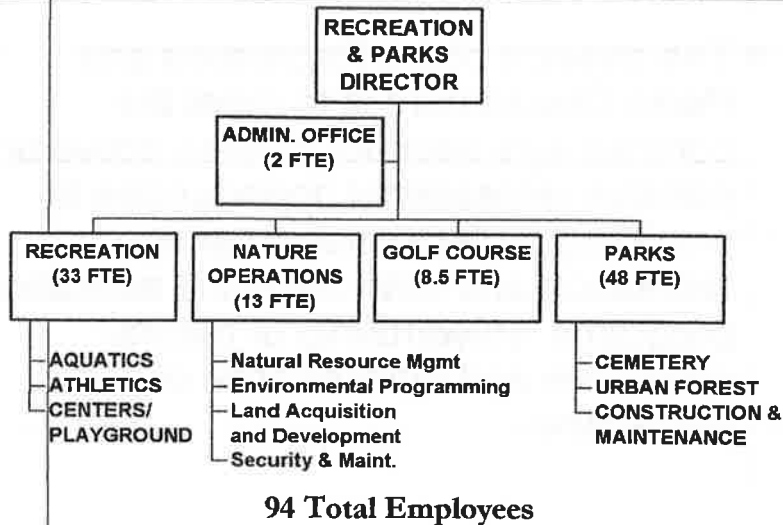 RECREATION
& PARKS
DIRECTOR
ADMIN. OFFICE
(2 FTE)
RECREATION
(33 FTE)
NATURE
OPERATIONS
(13 FTE)
GOLF COURSE
(8.5 FTE)
PARKS
(48 FTE)
AQUATICS
ATHLETICS
CENTERS/
PLAYGROUND
Natural Resource Mgmt
Environmental Programming
Land Acquisition
and Development
Security & Maint.
CEMETERY
URBAN FOREST
CONSTRUCTION &
MAINTENANCE
94 Total Employees